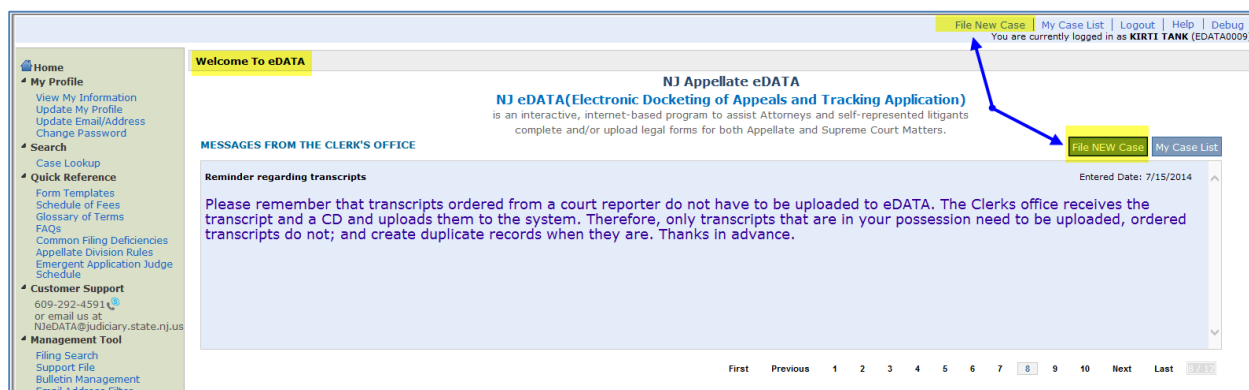 File New Case | My Case List | Logout | Help | Debug
You are currently logged in as KIRTI TANK (EDATA0009)
Home
My Profile
View My Information
Update My Profile
Update Email/Address
Change Password
Search
Case Lookup
Quick Reference
Form Templates
Schedule of Fees
Glossary of Terms
FAQs
Common Filing Deficiencies
Appellate Division Rules
Emergent Application Judge
Schedule
Customer Support
609-292-4591
or email us at
NJeDATA@judiciary.state.nj.us
Management Tool
Filing Search
Support File
Bulletin Management
Email Address Filter
Welcome To eDATA
NJ Appellate eDATA
NJ eDATA(Electronic Docketing of Appeals and Tracking Application)
is an interactive, internet-based program to assist Attorneys and self-represented litigants
complete and/or upload legal forms for both Appellate and Supreme Court Matters.
MESSAGES FROM THE CLERK'S OFFICE
File NEW Case My Case List
Reminder regarding transcripts Entered Date: 7/15/2014
Please remember that transcripts ordered from a court reporter do not have to be uploaded to eDATA. The Clerks office receives the
transcript and a CD and uploads them to the system. Therefore, only transcripts that are in your possession need to be uploaded, ordered
transcripts do not; and create duplicate records when they are. Thanks in advance.
First Previous 1 2 3 4 5 6 7 8 9 10 Next Last 8 / 12